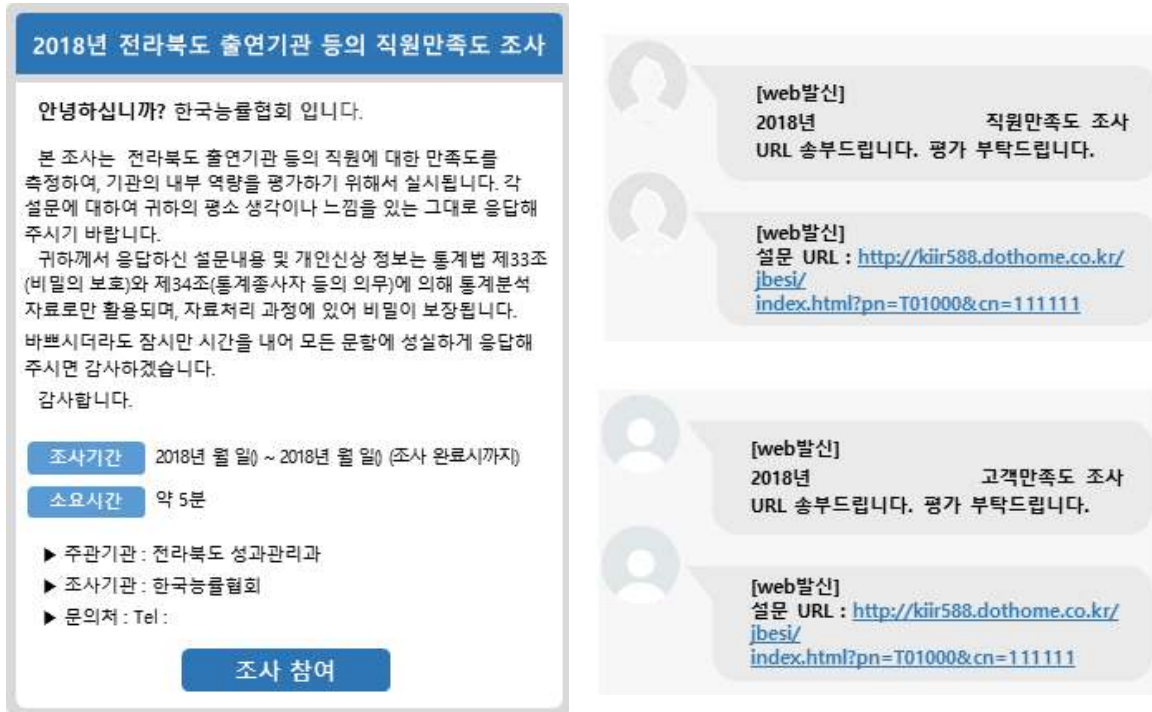 2018년 전라북도 출연기관 등의 직원만족도 조사
안녕하십니까? 한국능률협회 입니다.
본 조사는 전라북도 출연기관 등의 직원에 대한 만족도를
측정하여, 기관의 내부 역량을 평가하기 위해서 실시됩니다. 각
설문에 대하여 귀하의 평소 생각이나 느낌을 있는 그대로 응답해
주시기 바랍니다.
귀하께서 응답하신 설문내용 및 개인신상 정보는 통계법 제33조
(비밀의 보호)와 제34조(통계종사자 등의 의무)에 의해 통계분석
자료로만 활용되며, 자료처리 과정에 있어 비밀이 보장됩니다.
바쁘시더라도 잠시만 시간을 내어 모든 문항에 성실하게 응답해
주시면 감사하겠습니다.
감사합니다.
조사기간 2018년 월 일() ~ 2018년 월 일() (조사 완료시까지)
소요시간 약 5분
▶ 주관기관 : 전라북도 성과관리과
▶ 조사기관 : 한국능률협회
▶ 문의처 : Tel :
조사 참여
[web발신]
2018년 직원만족도 조사
URL 송부드립니다. 평가 부탁드립니다.
[web발신]
설문 URL : http://kiir588.dothome.co.kr/
jbesi/
index.html?pn=T01000&cn=111111
[web발신]
2018년 고객만족도 조사
URL 송부드립니다. 평가 부탁드립니다.
[web발신]
설문 URL : http://kiir588.dothome.co.kr/
jbesi/
index.html?pn=T01000&cn=111111